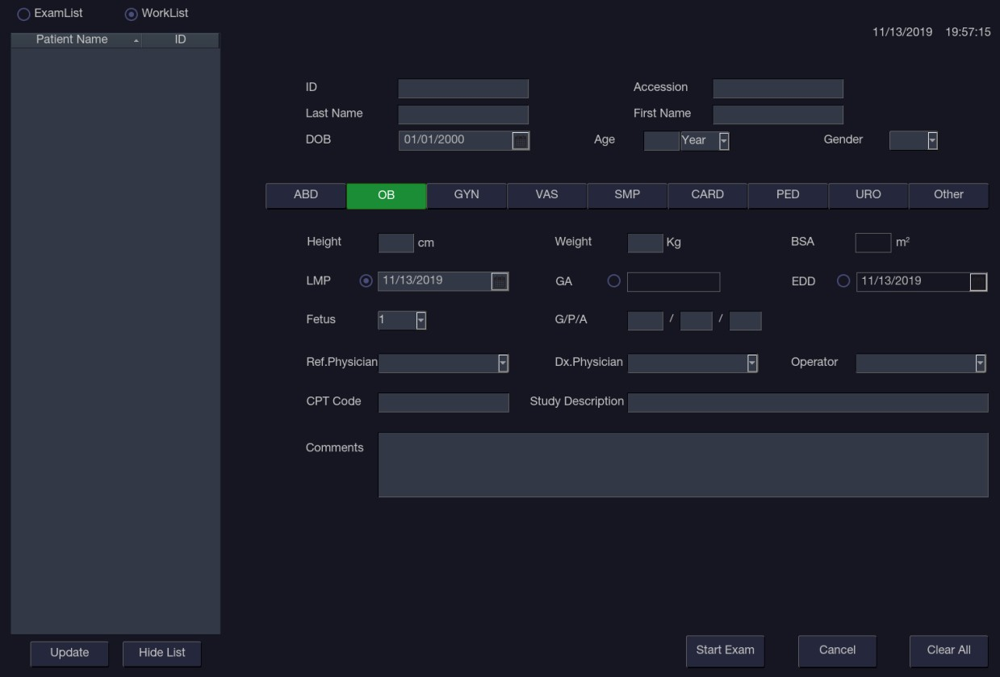 ExamList WorkList
Patient Name ID
11/13/2019 19:57:15
ID Accession
Last Name First Name
DOB 01/01/2000 Age Year Gender
ABD OB GYN VAS SMP CARD PED URO Other
Height cm Weight Kg BSA m²
LMP 11/13/2019 GA EDD 11/13/2019
Fetus 1 G/P/A / /
Ref.Physician Dx.Physician Operator
CPT Code Study Description
Comments
Update Hide List Start Exam Cancel Clear All